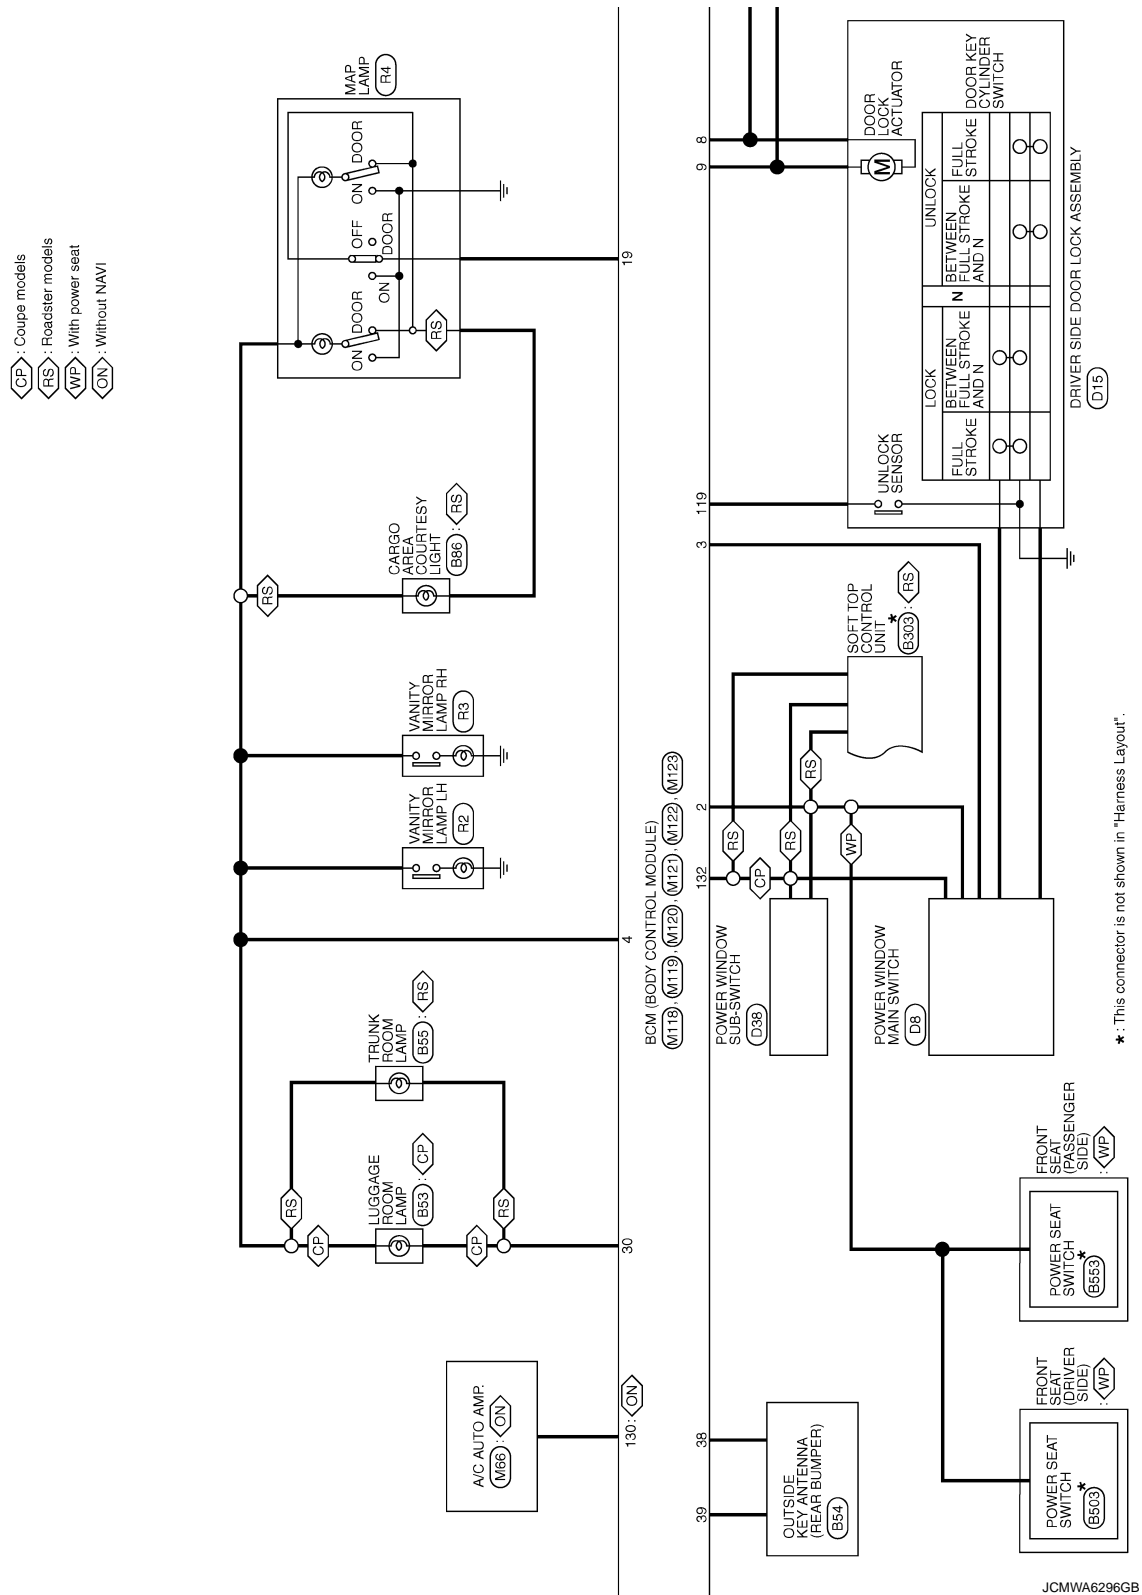 CP : Coupe models
RS : Roadster models
WP : With power seat
ON : Without NAVI
MAP
LAMP
R4
ON
DOOR
ON
OFF
DOOR
ON
DOOR
RS
RS
CARGO
AREA
COURTESY
LIGHT
B86 : RS
VANITY
MIRROR
LAMP RH
R3
VANITY
MIRROR
LAMP LH
R2
TRUNK
ROOM
LAMP
B55 : RS
LUGGAGE
ROOM
LAMP
B53 : CP
RS
CP
CP
RS
A/C AUTO AMP.
M66 : ON
130 : ON
30
4
19
BCM (BODY CONTROL MODULE)
M118 , M119 , M120 , M121 , M122 , M123
39
38
132
2
3
119
9
8
OUTSIDE
KEY ANTENNA
(REAR BUMPER)
B54
POWER WINDOW
SUB-SWITCH
D38
POWER WINDOW
MAIN SWITCH
D8
RS
CP
RS
RS
WP
SOFT TOP
CONTROL
UNIT *
B303 : RS
DOOR
LOCK
ACTUATOR
M
UNLOCK
SENSOR
LOCK
N
UNLOCK
FULL
STROKE
BETWEEN
FULL STROKE
AND N
BETWEEN
FULL STROKE
AND N
FULL
STROKE
DOOR KEY
CYLINDER
SWITCH
DRIVER SIDE DOOR LOCK ASSEMBLY
D15
FRONT
SEAT
(DRIVER
SIDE)
: WP
POWER SEAT
SWITCH *
B503
FRONT
SEAT
(PASSENGER
SIDE)
: WP
POWER SEAT
SWITCH *
B553
* : This connector is not shown in "Harness Layout".
JCMWA6296GB